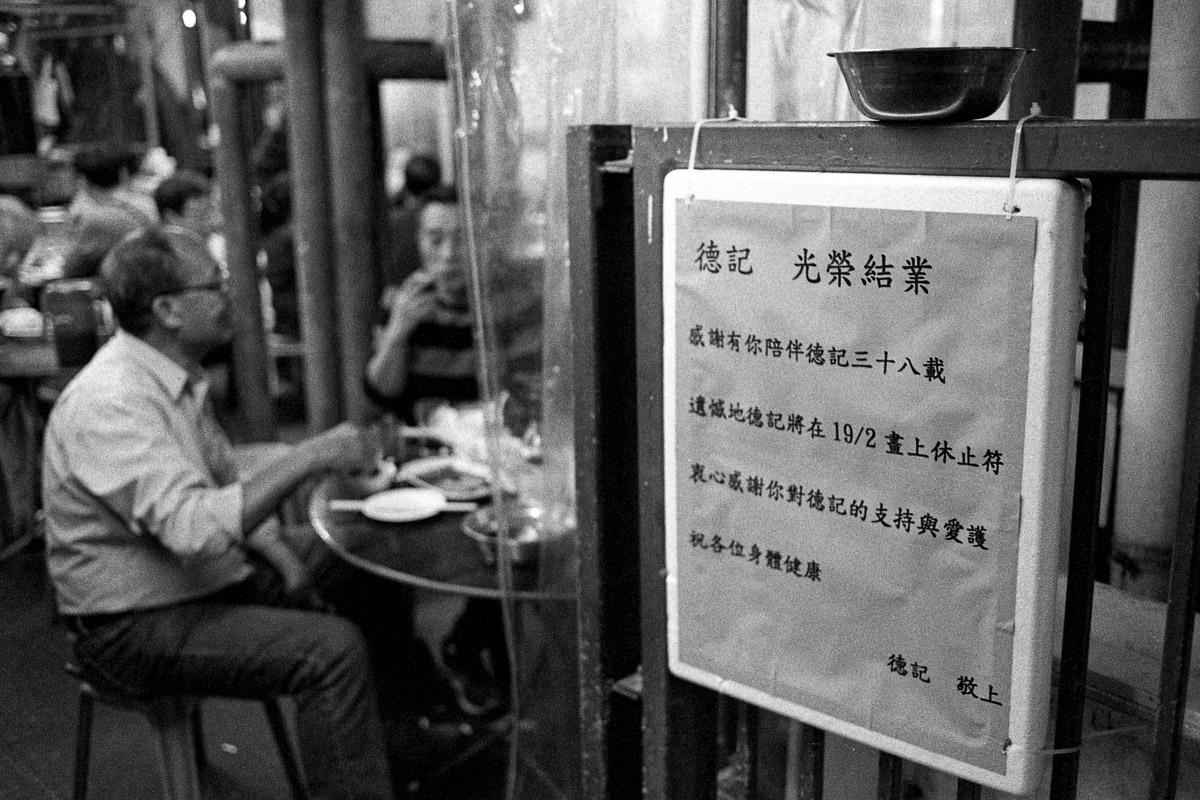 德記　光榮結業
感謝有你陪伴德記三十八載
遺憾地德記將在 19/2 畫上休止符
衷心感謝你對德記的支持與愛護
祝各位身體健康
德記　敬上